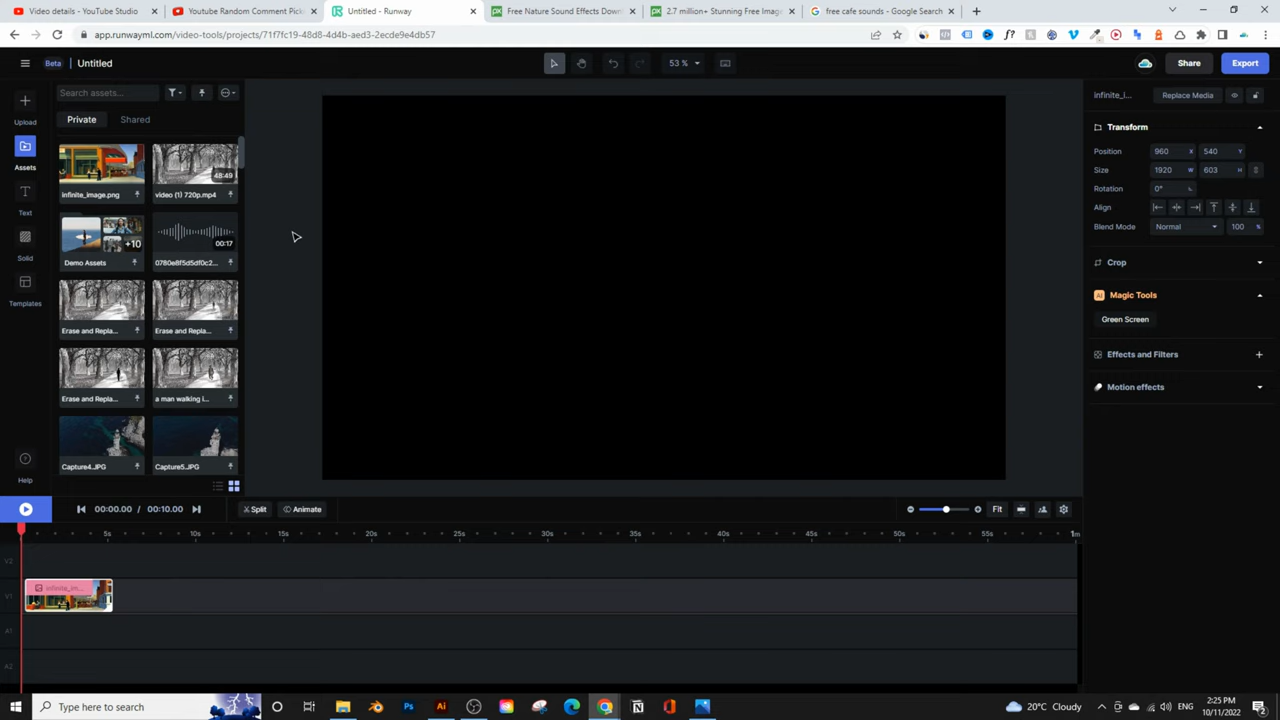 Video details - YouTube Studio
Youtube Random Comment Pick
Untitled - Runway
Free Nature Sound Effects Down
2.7 million+ Stunning Free Imag
free cafe sounds - Google Search
app.runwayml.com/video-tools/projects/71f7fc19-48d8-4d4b-aed3-2ecde9e4db57
Beta | Untitled
53 %
Share
Export
Upload
Assets
Text
Solid
Templates
Help
Search assets...
Private
Shared
infinite_image.png
48:49
video (1) 720p.mp4
+10
Demo Assets
00:17
0780e8f5d5df0c2...
Erase and Repla...
Erase and Repla...
Erase and Repla...
a man walking i...
Capture4.JPG
Capture5.JPG
infinite_i...
Replace Media
Transform
Position 960 X 540 Y
Size 1920 W 603 H
Rotation 0°
Align
Blend Mode Normal 100 %
Crop
AI Magic Tools
Green Screen
Effects and Filters
Motion effects
00:00.00 / 00:10.00
Split
Animate
Fit
5s 10s 15s 20s 25s 30s 35s 40s 45s 50s 55s 1m
V2
V1
infinite_im...
A1
A2
Type here to search
20°C Cloudy
ENG
2:25 PM
10/11/2022